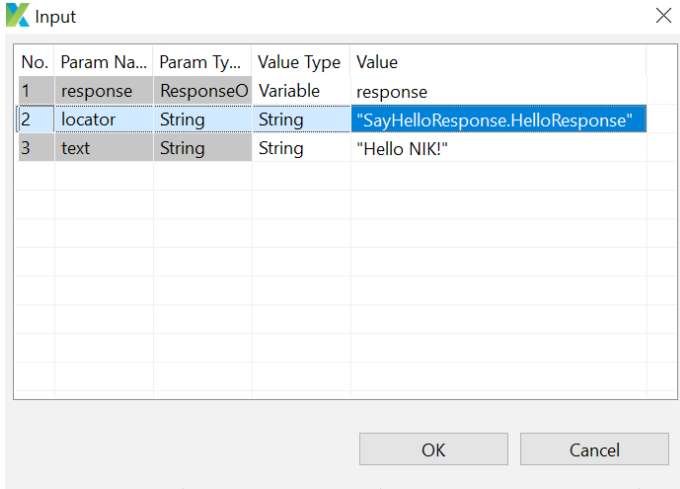 Input
No. Param Na... Param Ty... Value Type Value
1 response ResponseO Variable response
2 locator String String "SayHelloResponse.HelloResponse"
3 text String String "Hello NIK!"
OK Cancel